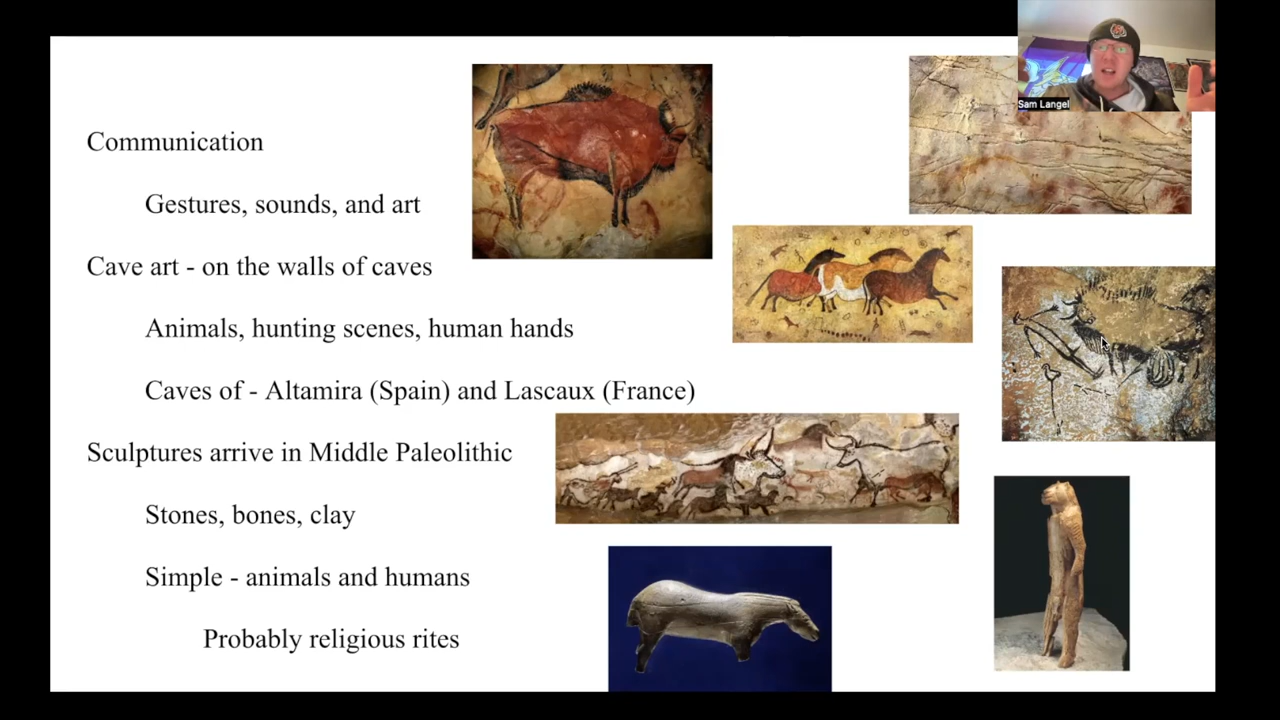 Communication
Gestures, sounds, and art
Cave art - on the walls of caves
Animals, hunting scenes, human hands
Caves of - Altamira (Spain) and Lascaux (France)
Sculptures arrive in Middle Paleolithic
Stones, bones, clay
Simple - animals and humans
Probably religious rites
Sam Langel